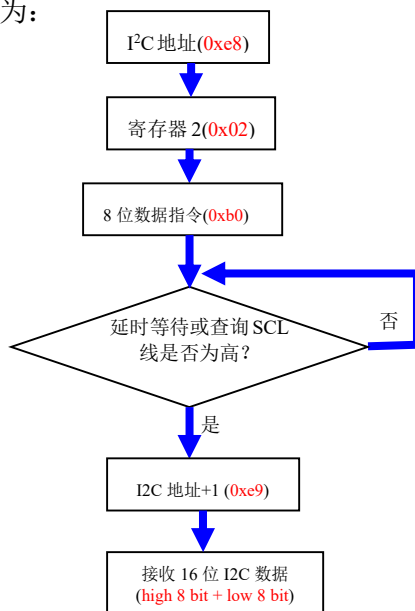 为：
I²C 地址(0xe8)
寄存器 2(0x02)
8 位数据指令(0xb0)
延时等待或查询 SCL
线是否为高？
否
是
I2C 地址+1 (0xe9)
接收 16 位 I2C 数据
(high 8 bit + low 8 bit)